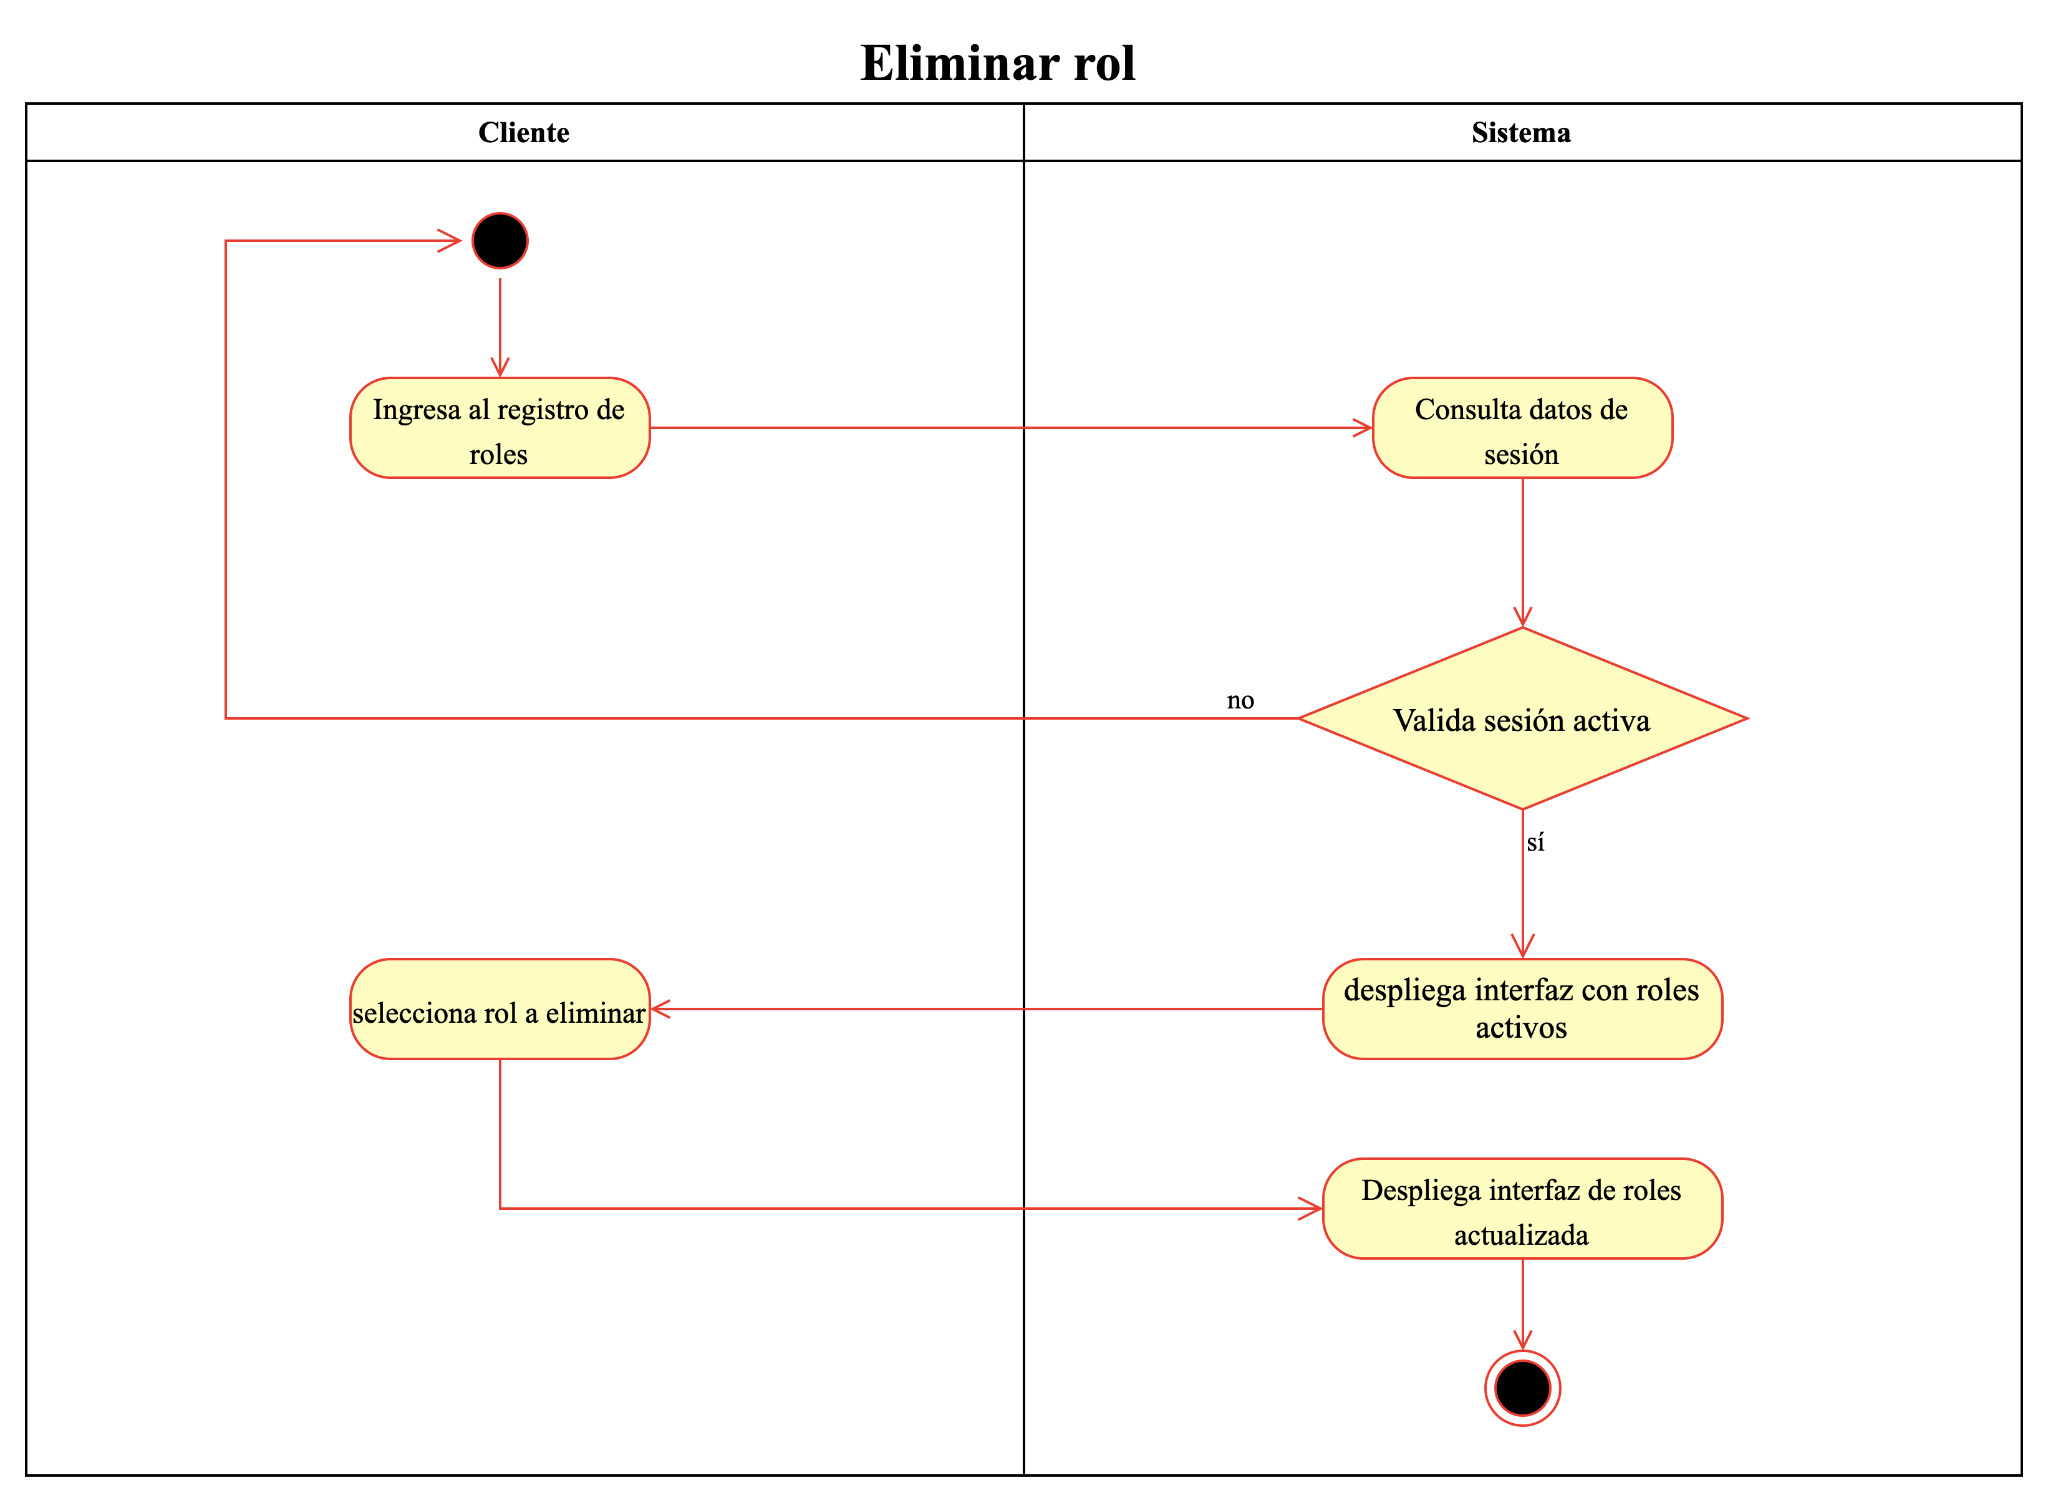 Eliminar rol
Cliente
Sistema
Ingresa al registro de
roles
Consulta datos de
sesión
no
Valida sesión activa
sí
selecciona rol a eliminar
despliega interfaz con roles
activos
Despliega interfaz de roles
actualizada